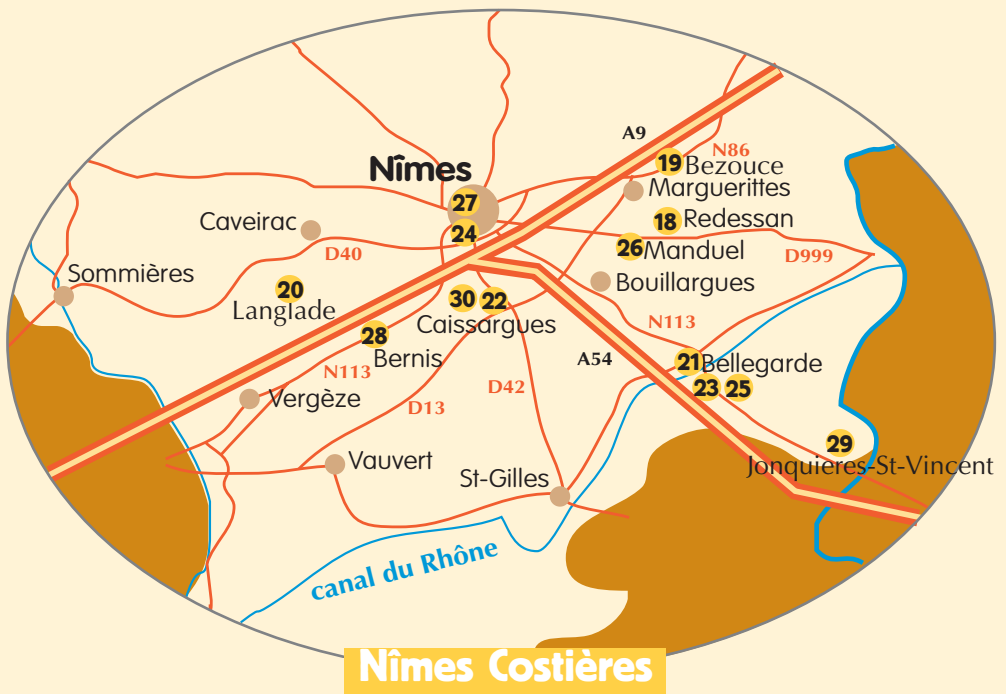 A9
N86
Nîmes
19 Bezouce
Marguerittes
27
18 Redessan
Caveirac
24
26 Manduel
D40
D999
Sommières
20
Langlade
Bouillargues
30 22
Caissargues
N113
28
Bernis
A54
21 Bellegarde
N113
D42
23 25
Vergèze
D13
29
Jonquières-St-Vincent
Vauvert
St-Gilles
canal du Rhône
Nîmes Costières